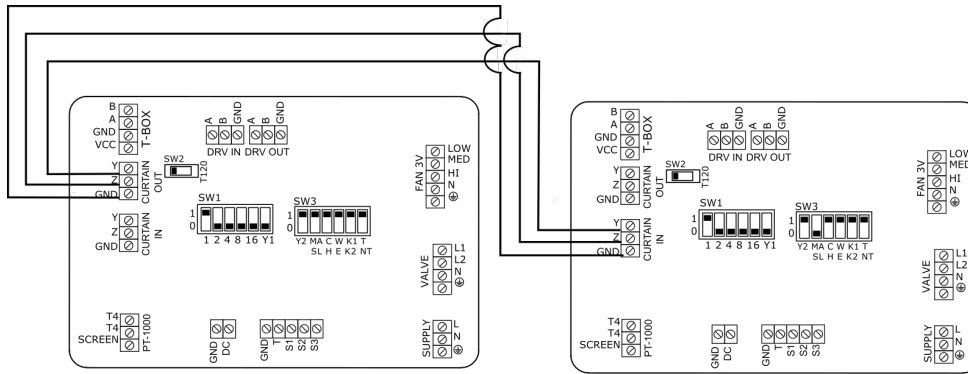 B
A
GND
VCC
T-BOX
A
B
GND
A
B
GND
DRV IN DRV OUT
Y
Z
GND
CURTAIN
OUT
SW2
T120
Y
Z
GND
CURTAIN
IN
SW1
1
0
1 2 4 8 16 Y1
SW3
1
0
Y2 MA C W K1 T
SL H E K2 NT
FAN 3V
LOW
MED
HI
N
VALVE
L1
L2
N
T4
T4
SCREEN
PT-1000
GND
DC
GND
T
S1
S2
S3
SUPPLY
L
N
B
A
GND
VCC
T-BOX
A
B
GND
A
B
GND
DRV IN DRV OUT
Y
Z
GND
CURTAIN
OUT
SW2
T120
Y
Z
GND
CURTAIN
IN
SW1
1
0
1 2 4 8 16 Y1
SW3
1
0
Y2 MA C W K1 T
SL H E K2 NT
FAN 3V
LOW
MED
HI
N
VALVE
L1
L2
N
T4
T4
SCREEN
PT-1000
GND
DC
GND
T
S1
S2
S3
SUPPLY
L
N